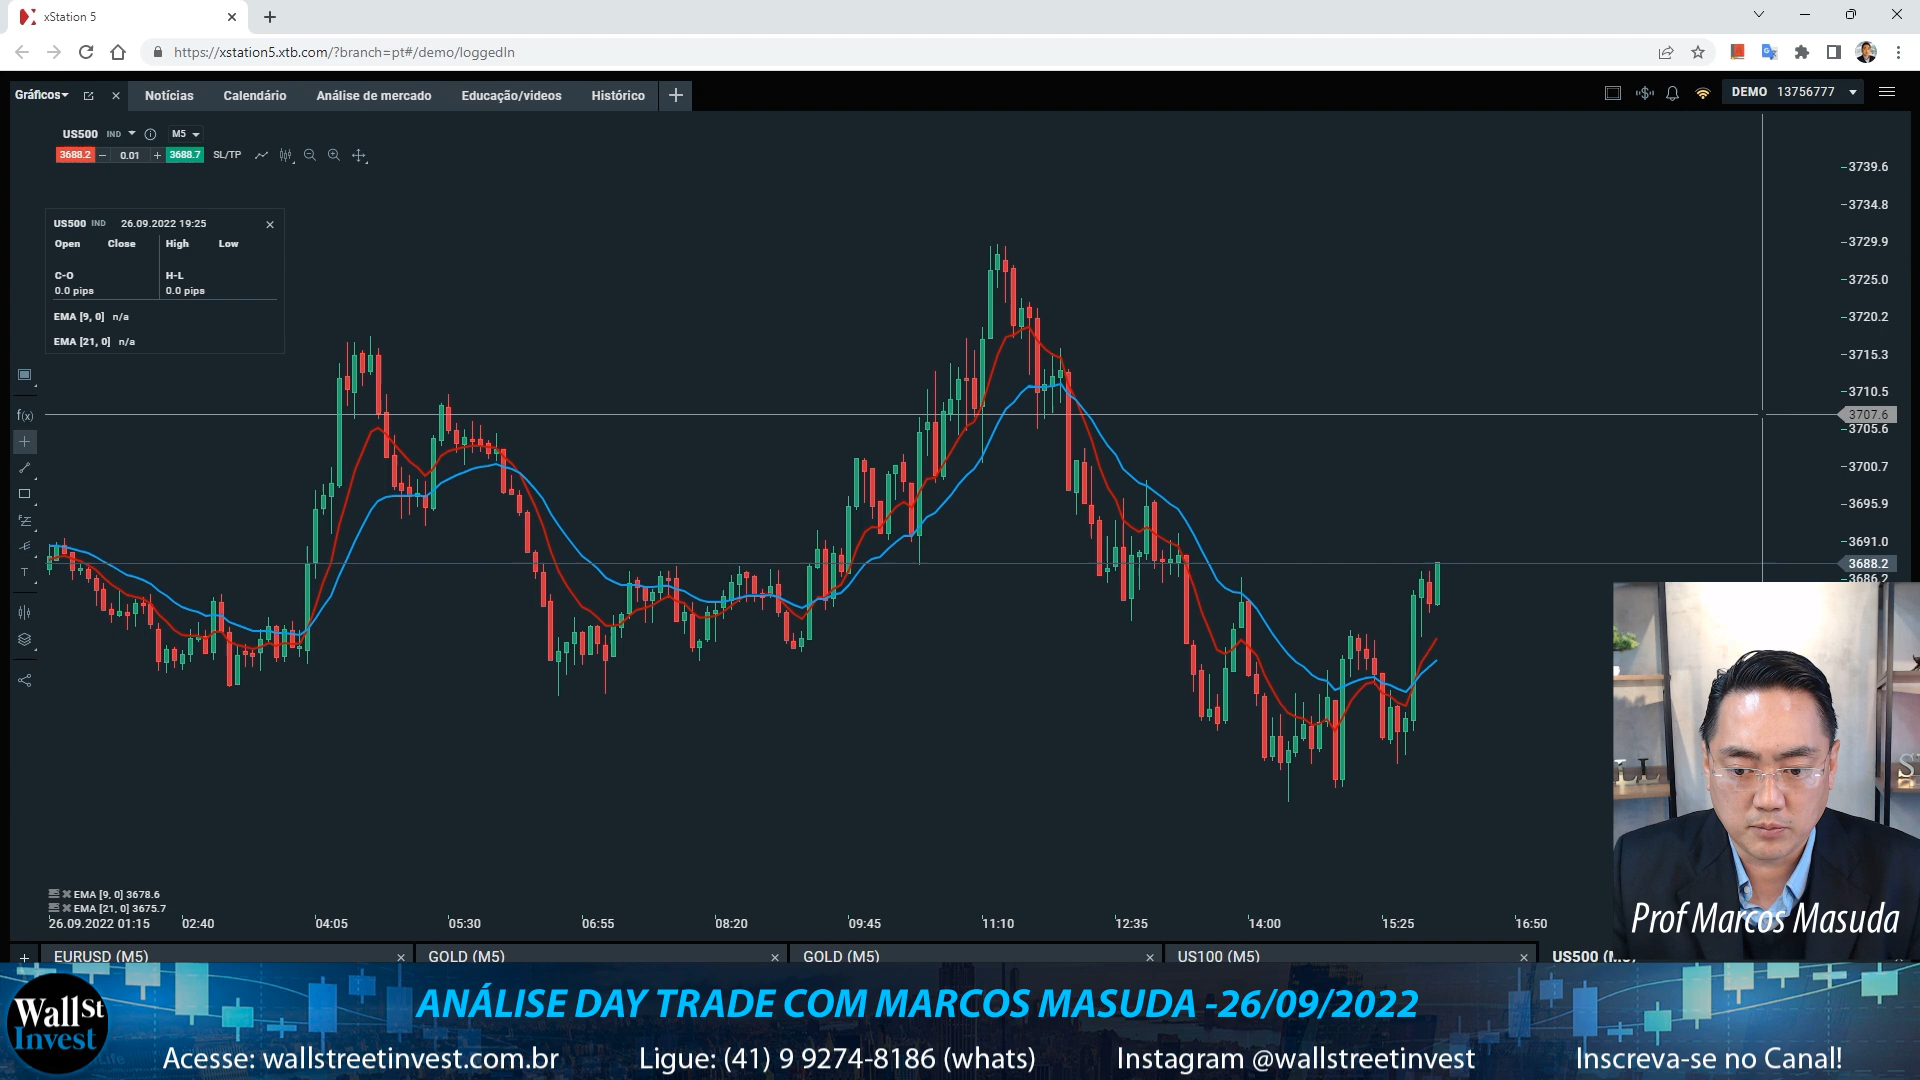 xStation 5
https://xstation5.xtb.com/?branch=pt#/demo/loggedIn
Gráficos
Notícias
Calendário
Análise de mercado
Educação/videos
Histórico
DEMO 13756777
US500 IND M5
3688.2 − 0.01 + 3688.7 SL/TP
US500 IND 26.09.2022 19:25
Open Close High Low
C-O H-L
0.0 pips 0.0 pips
EMA [9, 0] n/a
EMA [21, 0] n/a
f(x)
T
3739.6
3734.8
3729.9
3725.0
3720.2
3715.3
3710.5
3707.6
3705.6
3700.7
3695.9
3691.0
3688.2
3686.2
EMA [9, 0] 3678.6
EMA [21, 0] 3675.7
26.09.2022 01:15 02:40 04:05 05:30 06:55 08:20 09:45 11:10 12:35 14:00 15:25 16:50
Prof Marcos Masuda
EURUSD (M5)
GOLD (M5)
GOLD (M5)
US100 (M5)
US500
Wall St
Invest
ANÁLISE DAY TRADE COM MARCOS MASUDA -26/09/2022
Acesse: wallstreetinvest.com.br
Ligue: (41) 9 9274-8186 (whats)
Instagram @wallstreetinvest
Inscreva-se no Canal!